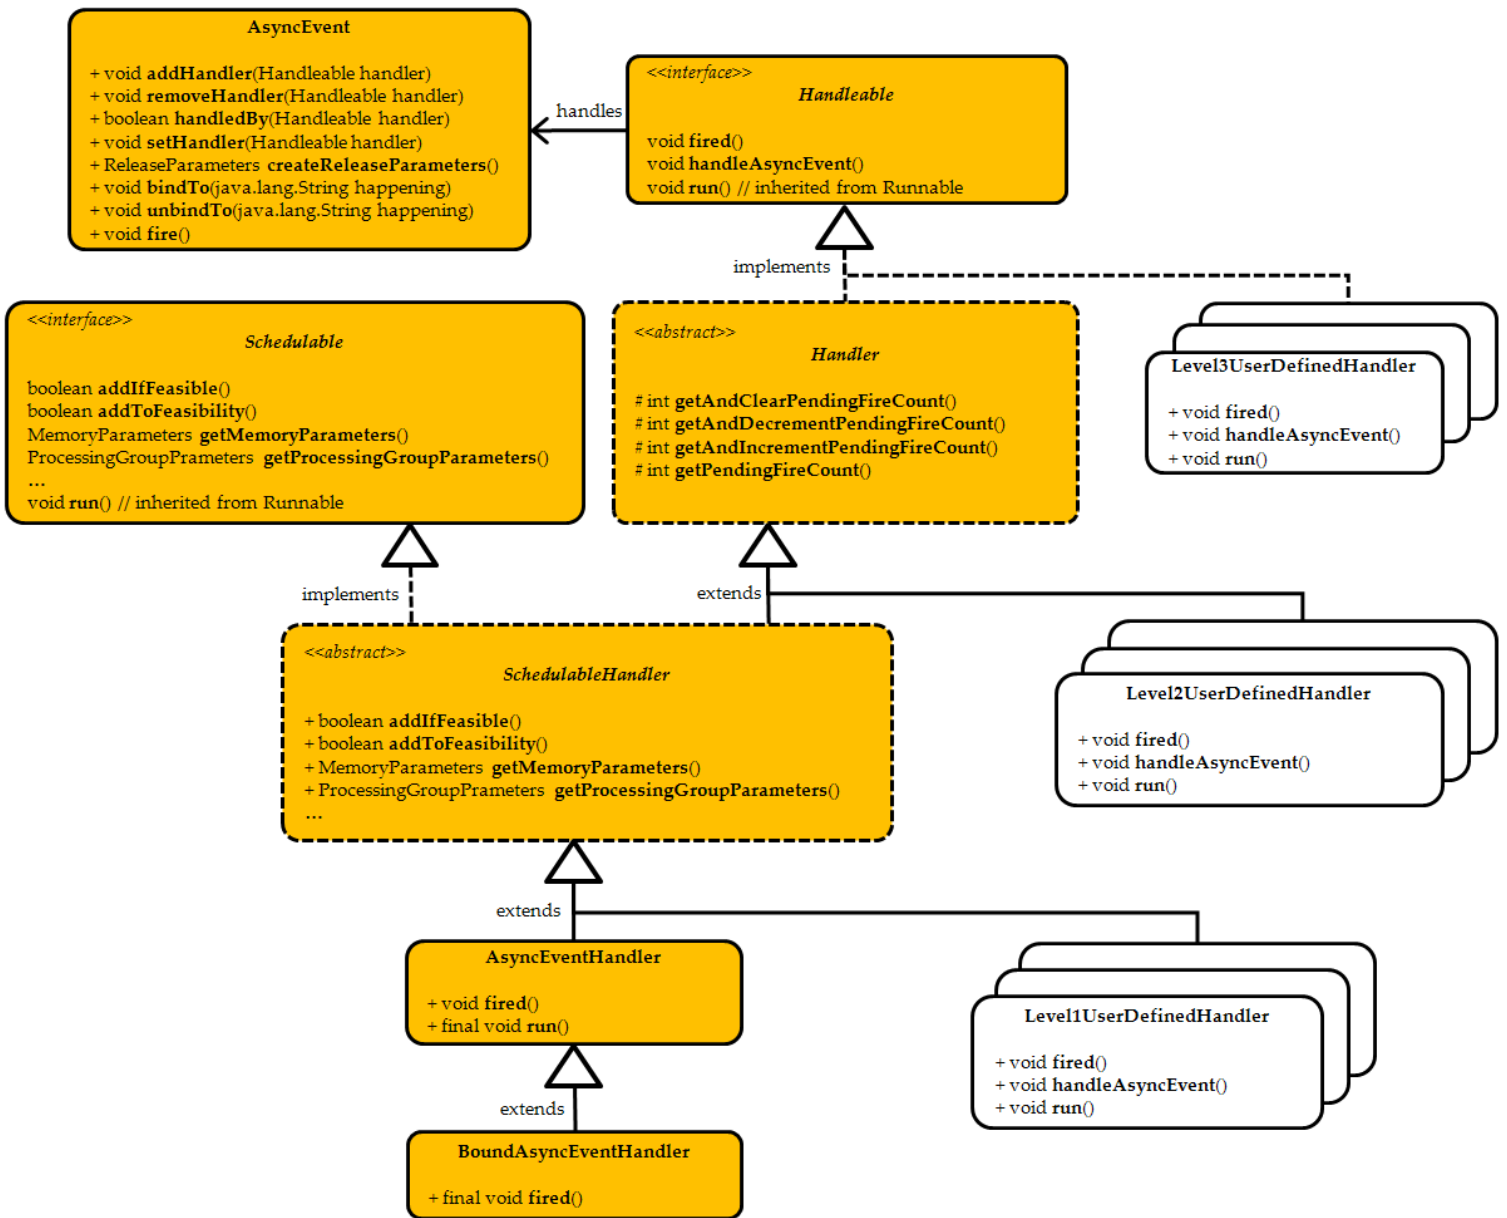 AsyncEvent
+ void addHandler(Handleable handler)
+ void removeHandler(Handleable handler)
+ boolean handledBy(Handleable handler)
+ void setHandler(Handleable handler)
+ ReleaseParameters createReleaseParameters()
+ void bindTo(java.lang.String happening)
+ void unbindTo(java.lang.String happening)
+ void fire()
handles
<<interface>>
Handleable
void fired()
void handleAsyncEvent()
void run() // inherited from Runnable
implements
<<interface>>
Schedulable
boolean addIfFeasible()
boolean addToFeasibility()
MemoryParameters getMemoryParameters()
ProcessingGroupPrameters getProcessingGroupParameters()
...
void run() // inherited from Runnable
<<abstract>>
Handler
# int getAndClearPendingFireCount()
# int getAndDecrementPendingFireCount()
# int getAndIncrementPendingFireCount()
# int getPendingFireCount()
Level3UserDefinedHandler
+ void fired()
+ void handleAsyncEvent()
+ void run()
implements
extends
<<abstract>>
SchedulableHandler
+ boolean addIfFeasible()
+ boolean addToFeasibility()
+ MemoryParameters getMemoryParameters()
+ ProcessingGroupPrameters getProcessingGroupParameters()
...
Level2UserDefinedHandler
+ void fired()
+ void handleAsyncEvent()
+ void run()
extends
AsyncEventHandler
+ void fired()
+ final void run()
Level1UserDefinedHandler
+ void fired()
+ void handleAsyncEvent()
+ void run()
extends
BoundAsyncEventHandler
+ final void fired()